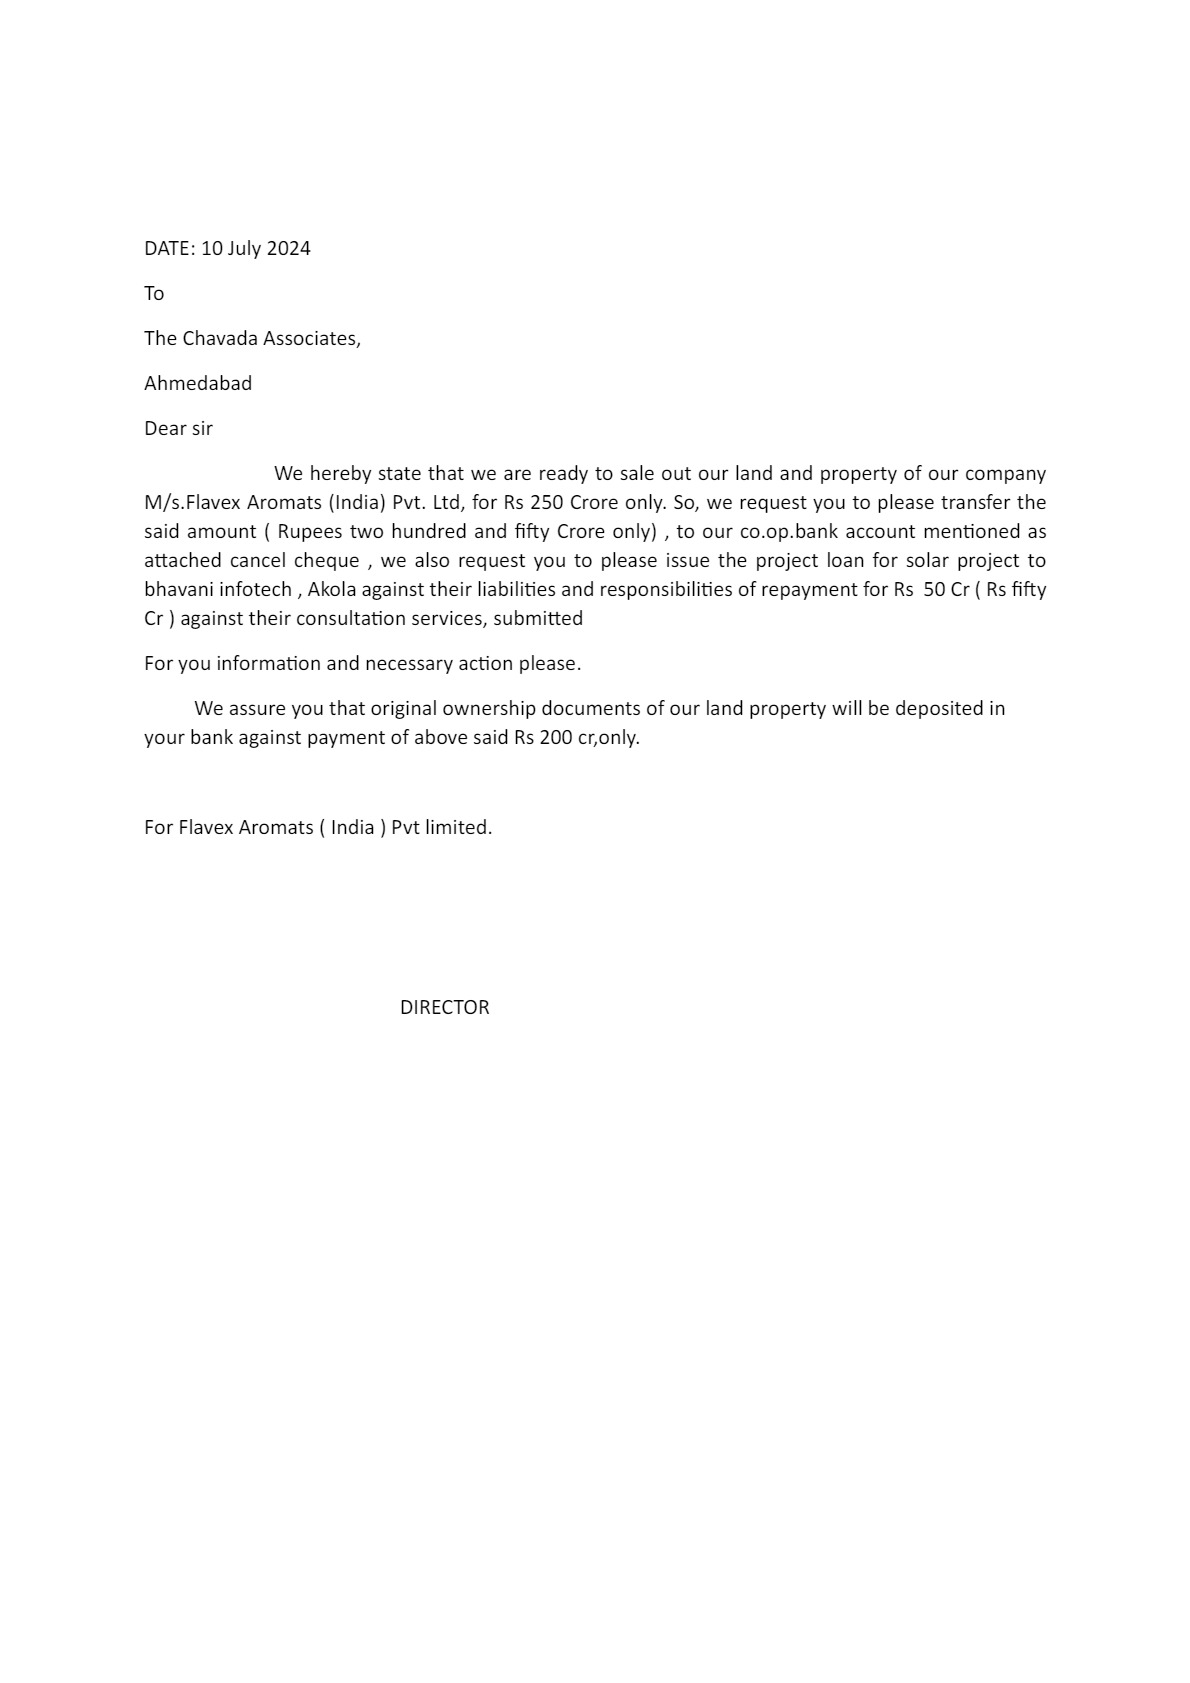 DATE: 10 July 2024
To
The Chavada Associates,
Ahmedabad
Dear sir
We hereby state that we are ready to sale out our land and property of our company
M/s.Flavex Aromats (India) Pvt. Ltd, for Rs 250 Crore only. So, we request you to please transfer the
said amount ( Rupees two hundred and fifty Crore only) , to our co.op.bank account mentioned as
attached cancel cheque , we also request you to please issue the project loan for solar project to
bhavani infotech , Akola against their liabilities and responsibilities of repayment for Rs  50 Cr ( Rs fifty
Cr ) against their consultation services, submitted
For you information and necessary action please.
We assure you that original ownership documents of our land property will be deposited in
your bank against payment of above said Rs 200 cr,only.
For Flavex Aromats ( India ) Pvt limited.
DIRECTOR